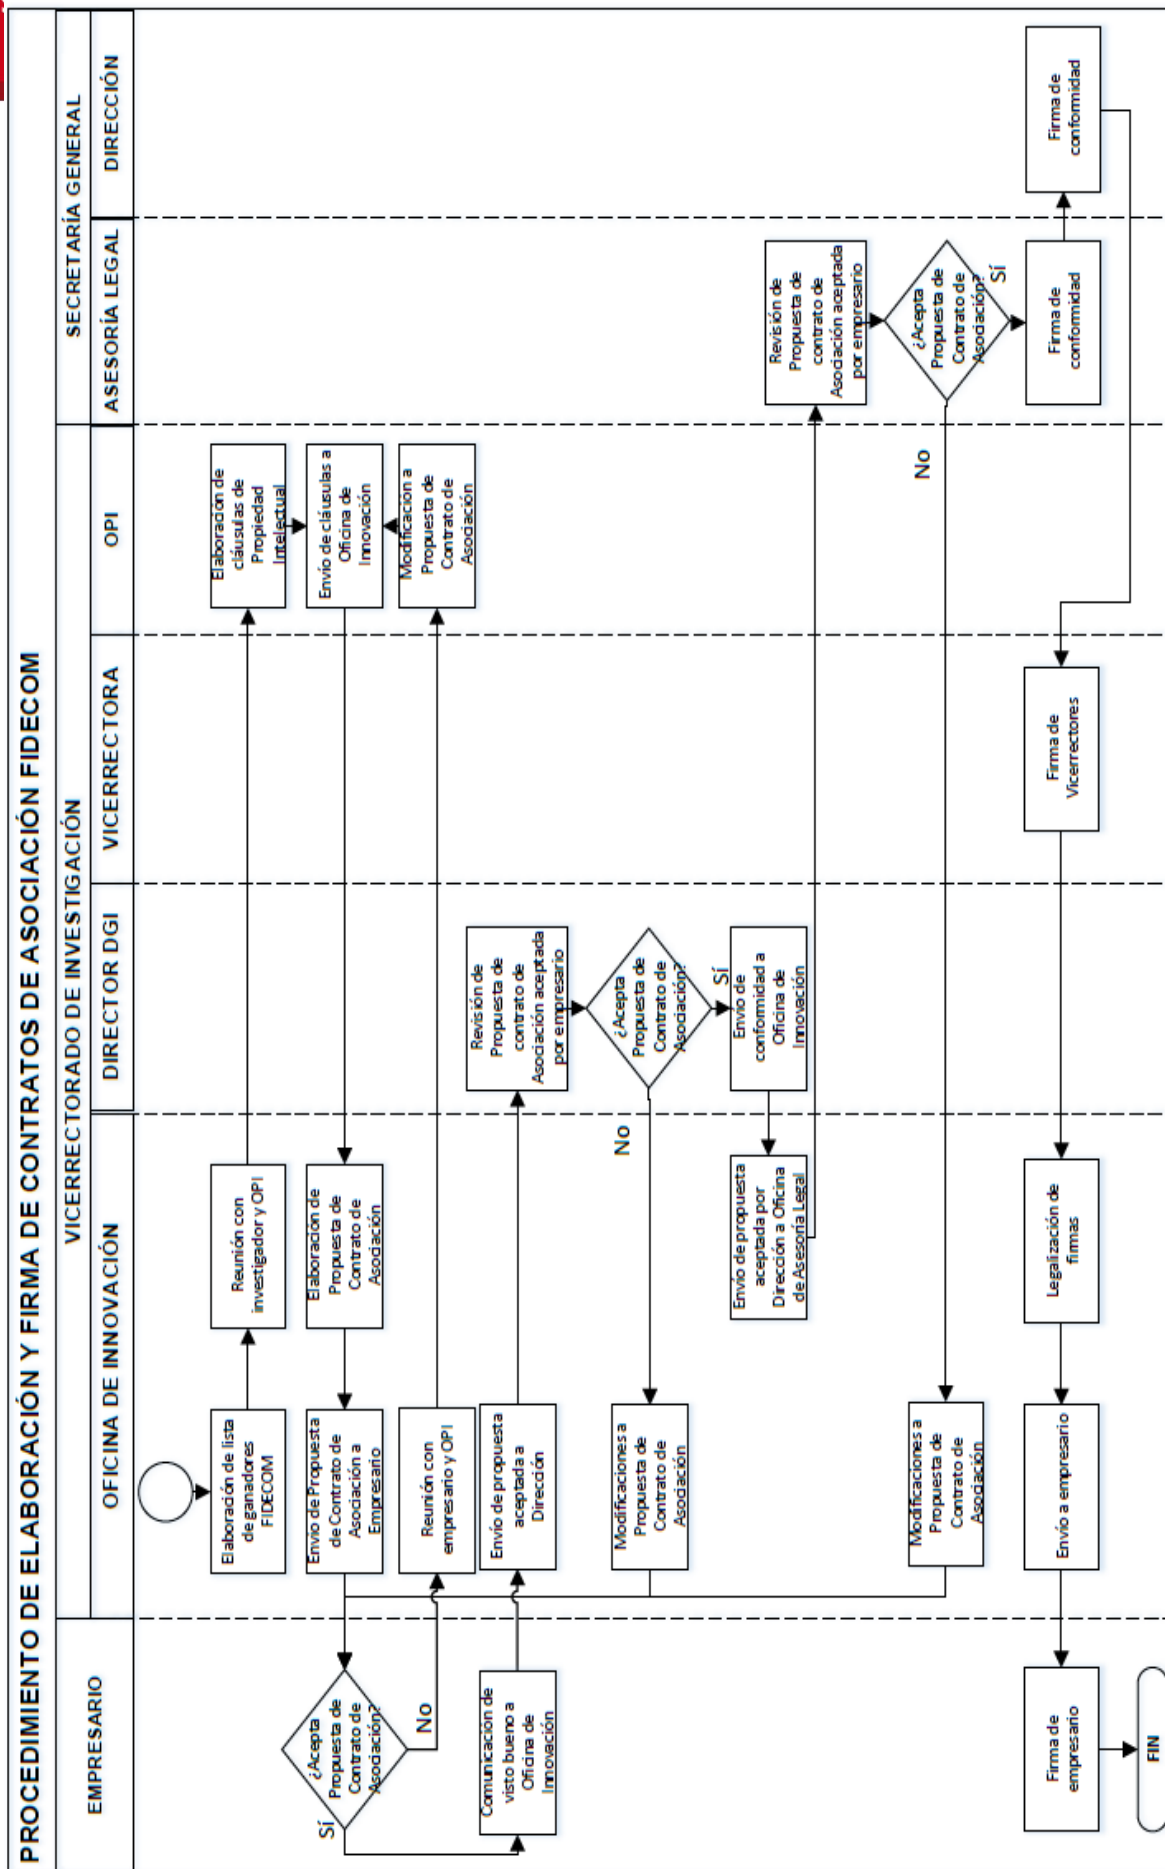 PROCEDIMIENTO DE ELABORACIÓN Y FIRMA DE CONTRATOS DE ASOCIACIÓN FIDECOM
EMPRESARIO
VICERRECTORADO DE INVESTIGACIÓN
SECRETARÍA GENERAL
OFICINA DE INNOVACIÓN
DIRECTOR DGI
VICERRECTORA
OPI
ASESORÍA LEGAL
DIRECCIÓN
Elaboración de lista
de ganadores
FIDECOM
Reunión con
investigador y OPI
Elaboración de
cláusulas de
Propiedad
Intelectual
Envío de cláusulas a
Oficina de
Innovación
Elaboración de
Propuesta de
Contrato de
Asociación
Envío de Propuesta
de Contrato de
Asociación a
Empresario
¿Acepta
Propuesta de
Contrato de
Asociación?
Sí
No
Reunión con
empresario y OPI
Modificación a
Propuesta de
Contrato de
Asociación
Comunicación de
visto bueno a
Oficina de
Innovación
Envío de propuesta
aceptada a
Dirección
Revisión de
Propuesta de
contrato de
Asociación aceptada
por empresario
¿Acepta
Propuesta de
Contrato de
Asociación?
No
Sí
Modificaciones a
Propuesta de
Contrato de
Asociación
Envío de
conformidad a
Oficina de
Innovación
Envío de propuesta
aceptada por
Dirección a Oficina
de Asesoría Legal
Revisión de
Propuesta de
contrato de
Asociación aceptada
por empresario
¿Acepta
Propuesta de
Contrato de
Asociación?
No
Sí
Modificaciones a
Propuesta de
Contrato de
Asociación
Firma de
conformidad
Firma de
conformidad
Firma de
Vicerrectores
Legalización de
firmas
Envío a empresario
Firma de
empresario
FIN